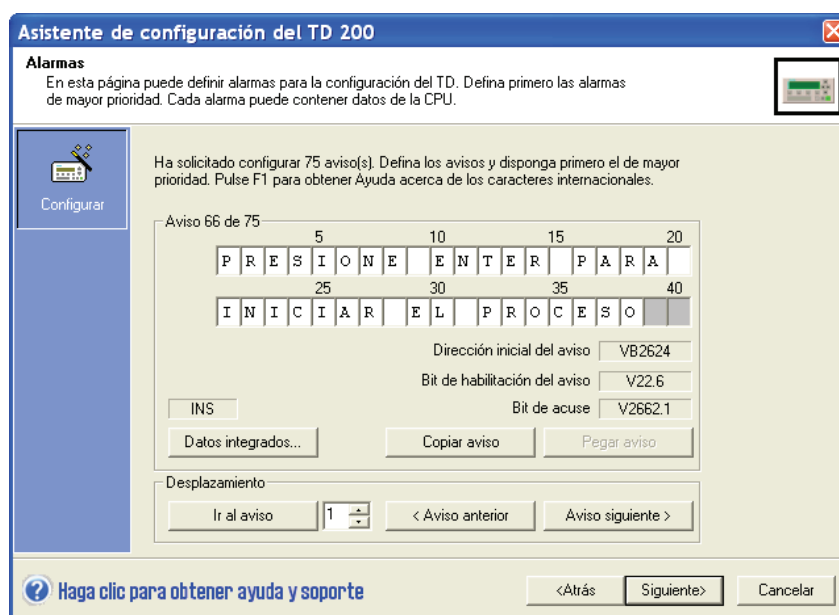 Asistente de configuración del TD 200
Alarmas
En esta página puede definir alarmas para la configuración del TD. Defina primero las alarmas
de mayor prioridad. Cada alarma puede contener datos de la CPU.
Configurar
Ha solicitado configurar 75 aviso(s). Defina los avisos y disponga primero el de mayor
prioridad. Pulse F1 para obtener Ayuda acerca de los caracteres internacionales.
Aviso 66 de 75
5 10 15 20
PRESIONE ENTER PARA
25 30 35 40
INICIAR EL PROCESO
Dirección inicial del aviso VB2624
Bit de habilitación del aviso V22.6
INS Bit de acuse V2662.1
Datos integrados... Copiar aviso Pegar aviso
Desplazamiento
Ir al aviso 1 < Aviso anterior Aviso siguiente >
Haga clic para obtener ayuda y soporte <Atrás Siguiente> Cancelar